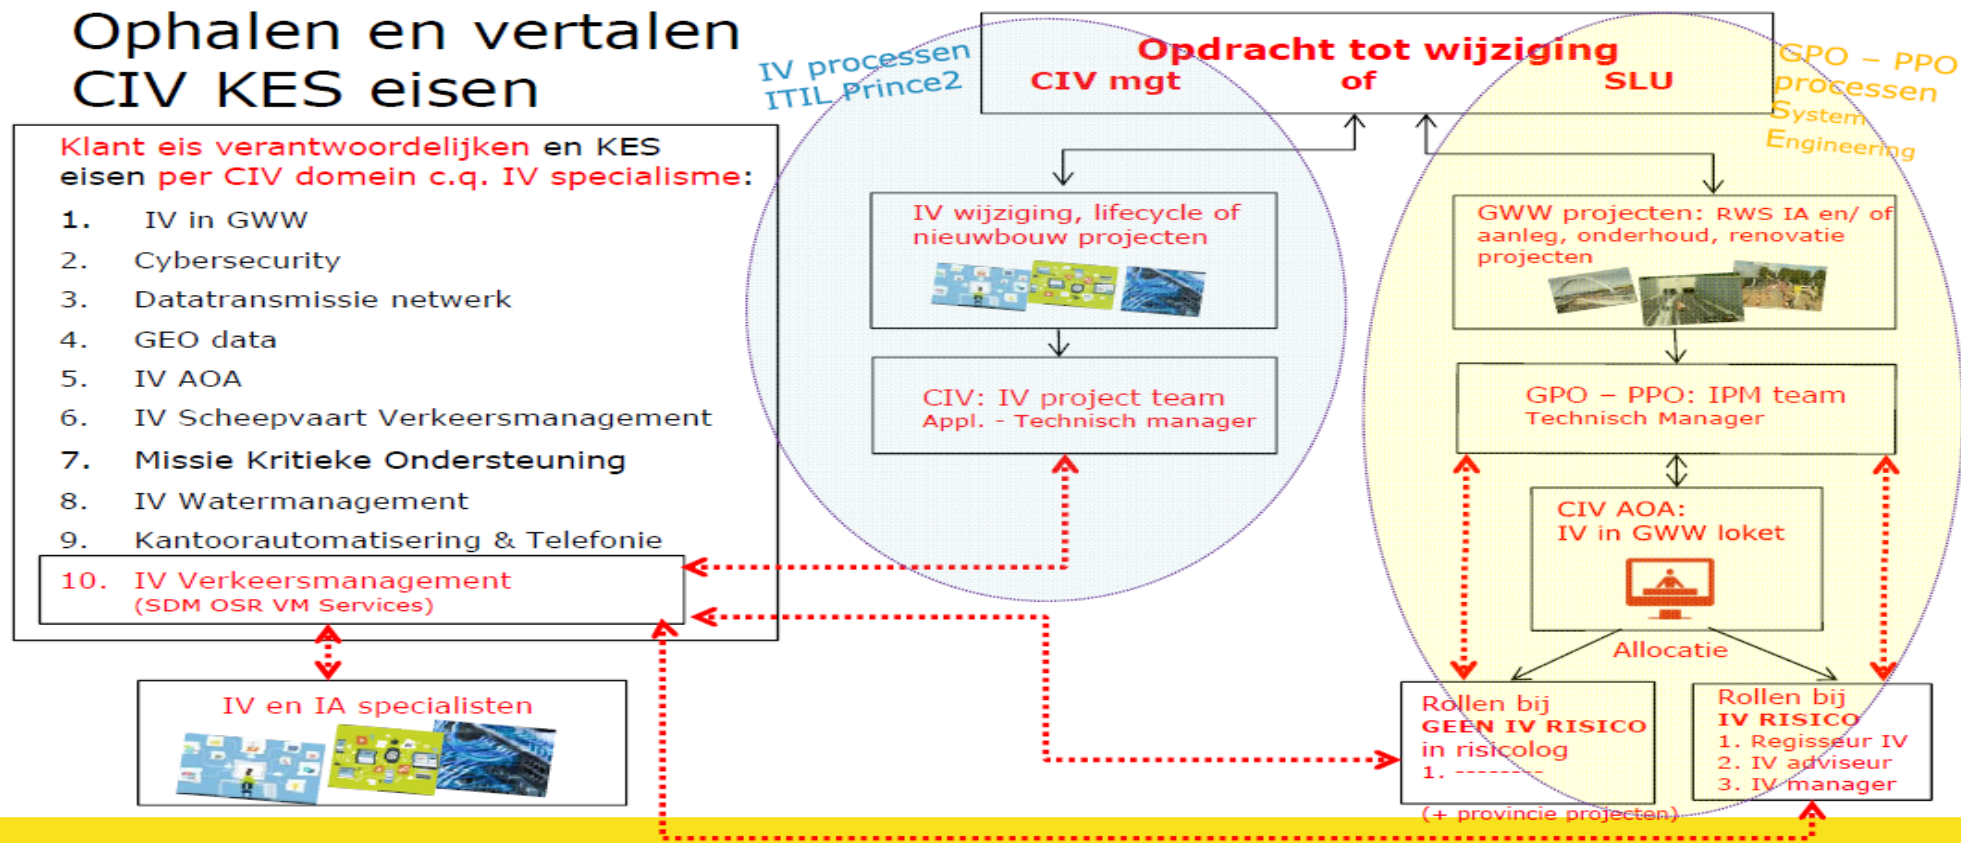 Ophalen en vertalen
CIV KES eisen
Klant eis verantwoordelijken en KES
eisen per CIV domein c.q. IV specialisme:
1. IV in GWW
2. Cybersecurity
3. Datatransmissie netwerk
4. GEO data
5. IV AOA
6. IV Scheepvaart Verkeersmanagement
7. Missie Kritieke Ondersteuning
8. IV Watermanagement
9. Kantoorautomatisering & Telefonie
10. IV Verkeersmanagement
(SDM OSR VM Services)
IV en IA specialisten
IV processen
ITIL Prince2
Opdracht tot wijziging
CIV mgt of SLU
GPO – PPO
processen
System
Engineering
IV wijziging, lifecycle of
nieuwbouw projecten
CIV: IV project team
Appl. - Technisch manager
GWW projecten: RWS IA en/ of
aanleg, onderhoud, renovatie
projecten
GPO – PPO: IPM team
Technisch Manager
CIV AOA:
IV in GWW loket
Allocatie
Rollen bij
GEEN IV RISICO
in risicolog
1. --------
(+ provincie projecten)
Rollen bij
IV RISICO
1. Regisseur IV
2. IV adviseur
3. IV manager